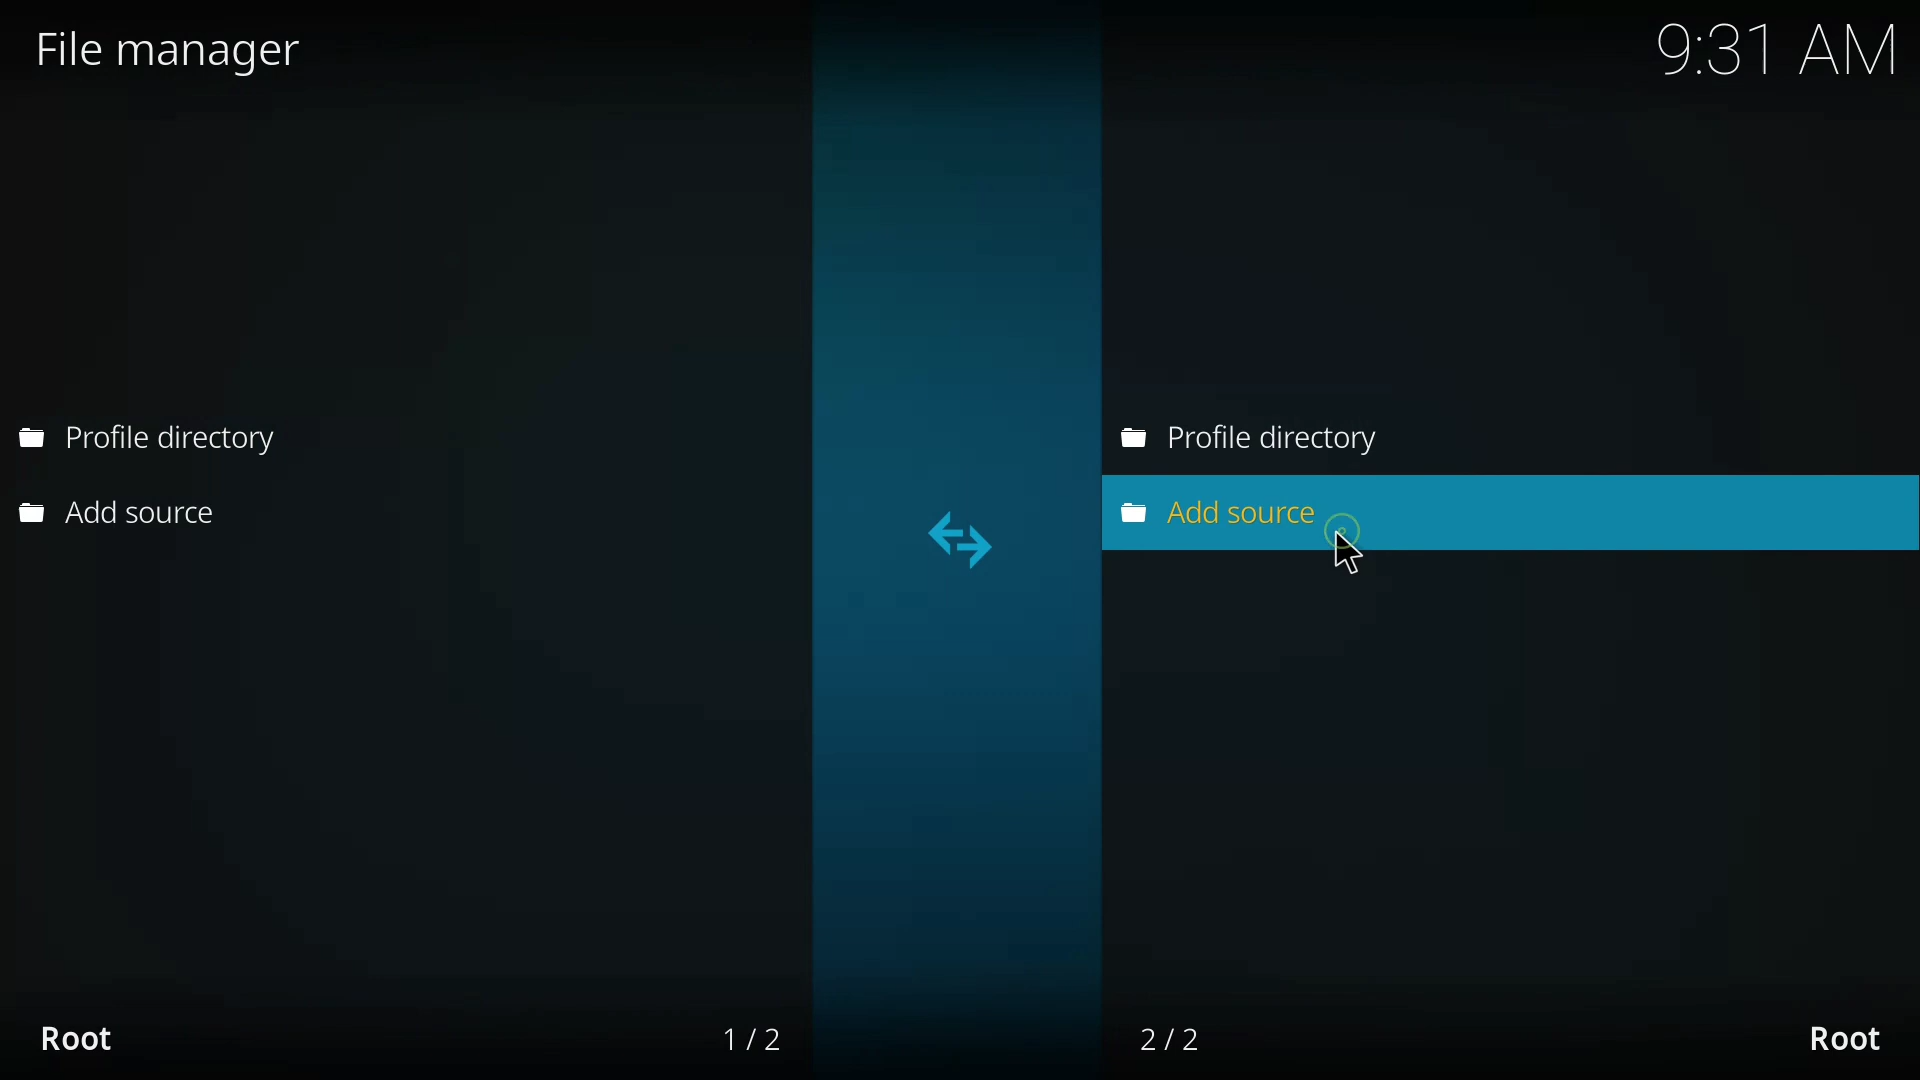 File manager
9:31 AM
Profile directory
Add source
Profile directory
Add source
Root
1 / 2
2 / 2
Root